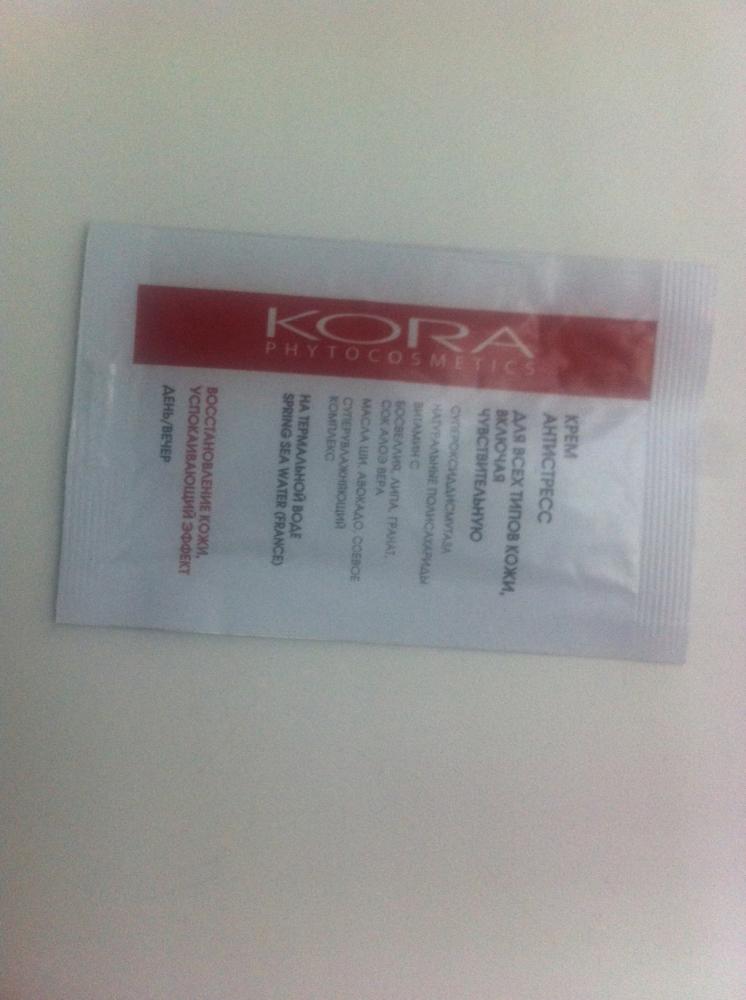 KORA
PHYTOCOSMETICS
КРЕМ
АНТИСТРЕСС
ДЛЯ ВСЕХ ТИПОВ КОЖИ,
ВКЛЮЧАЯ
ЧУВСТВИТЕЛЬНУЮ
СУПЕРОКСИДДИСМУТАЗА
НАТУРАЛЬНЫЕ ПОЛИСАХАРИДЫ
ВИТАМИН С
БОСВЕЛЛИЯ, ЛИПА, ГРАНАТ,
СОК АЛОЭ ВЕРА
МАСЛА ШИ, АВОКАДО, СОЕВОЕ
СУПЕРУВЛАЖНЯЮЩИЙ
КОМПЛЕКС
НА ТЕРМАЛЬНОЙ ВОДЕ
SPRING SEA WATER (FRANCE)
ВОССТАНОВЛЕНИЕ КОЖИ.
УСПОКАИВАЮЩИЙ ЭФФЕКТ
ДЕНЬ/ВЕЧЕР